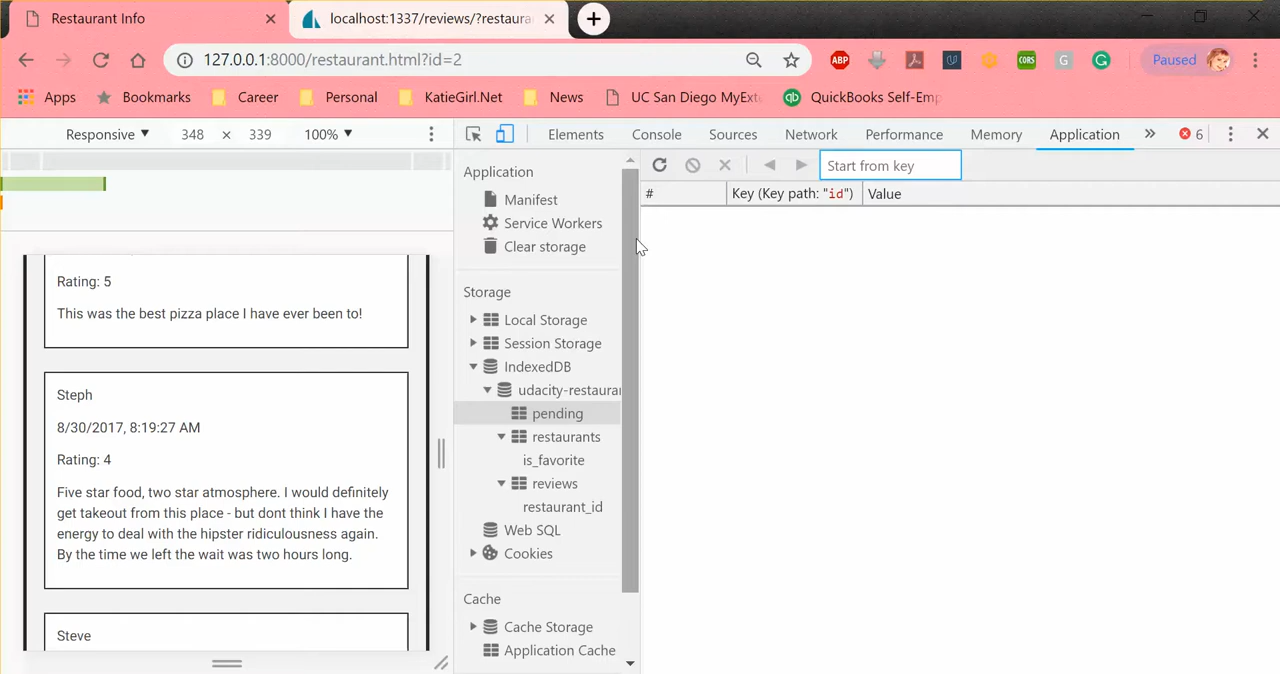 Restaurant Info
localhost:1337/reviews/?restaura
127.0.0.1:8000/restaurant.html?id=2
ABP
CORS
G
G
Paused
Apps
Bookmarks
Career
Personal
KatieGirl.Net
News
UC San Diego MyExt
qb
QuickBooks Self-Emp
Responsive
348 × 339
100%
Elements
Console
Sources
Network
Performance
Memory
Application
6
Rating: 5
This was the best pizza place I have ever been to!
Steph
8/30/2017, 8:19:27 AM
Rating: 4
Five star food, two star atmosphere. I would definitely
get takeout from this place - but dont think I have the
energy to deal with the hipster ridiculousness again.
By the time we left the wait was two hours long.
Steve
Application
Manifest
Service Workers
Clear storage
Storage
Local Storage
Session Storage
IndexedDB
udacity-restaurar
pending
restaurants
is_favorite
reviews
restaurant_id
Web SQL
Cookies
Cache
Cache Storage
Application Cache
Start from key
# Key (Key path: "id") Value